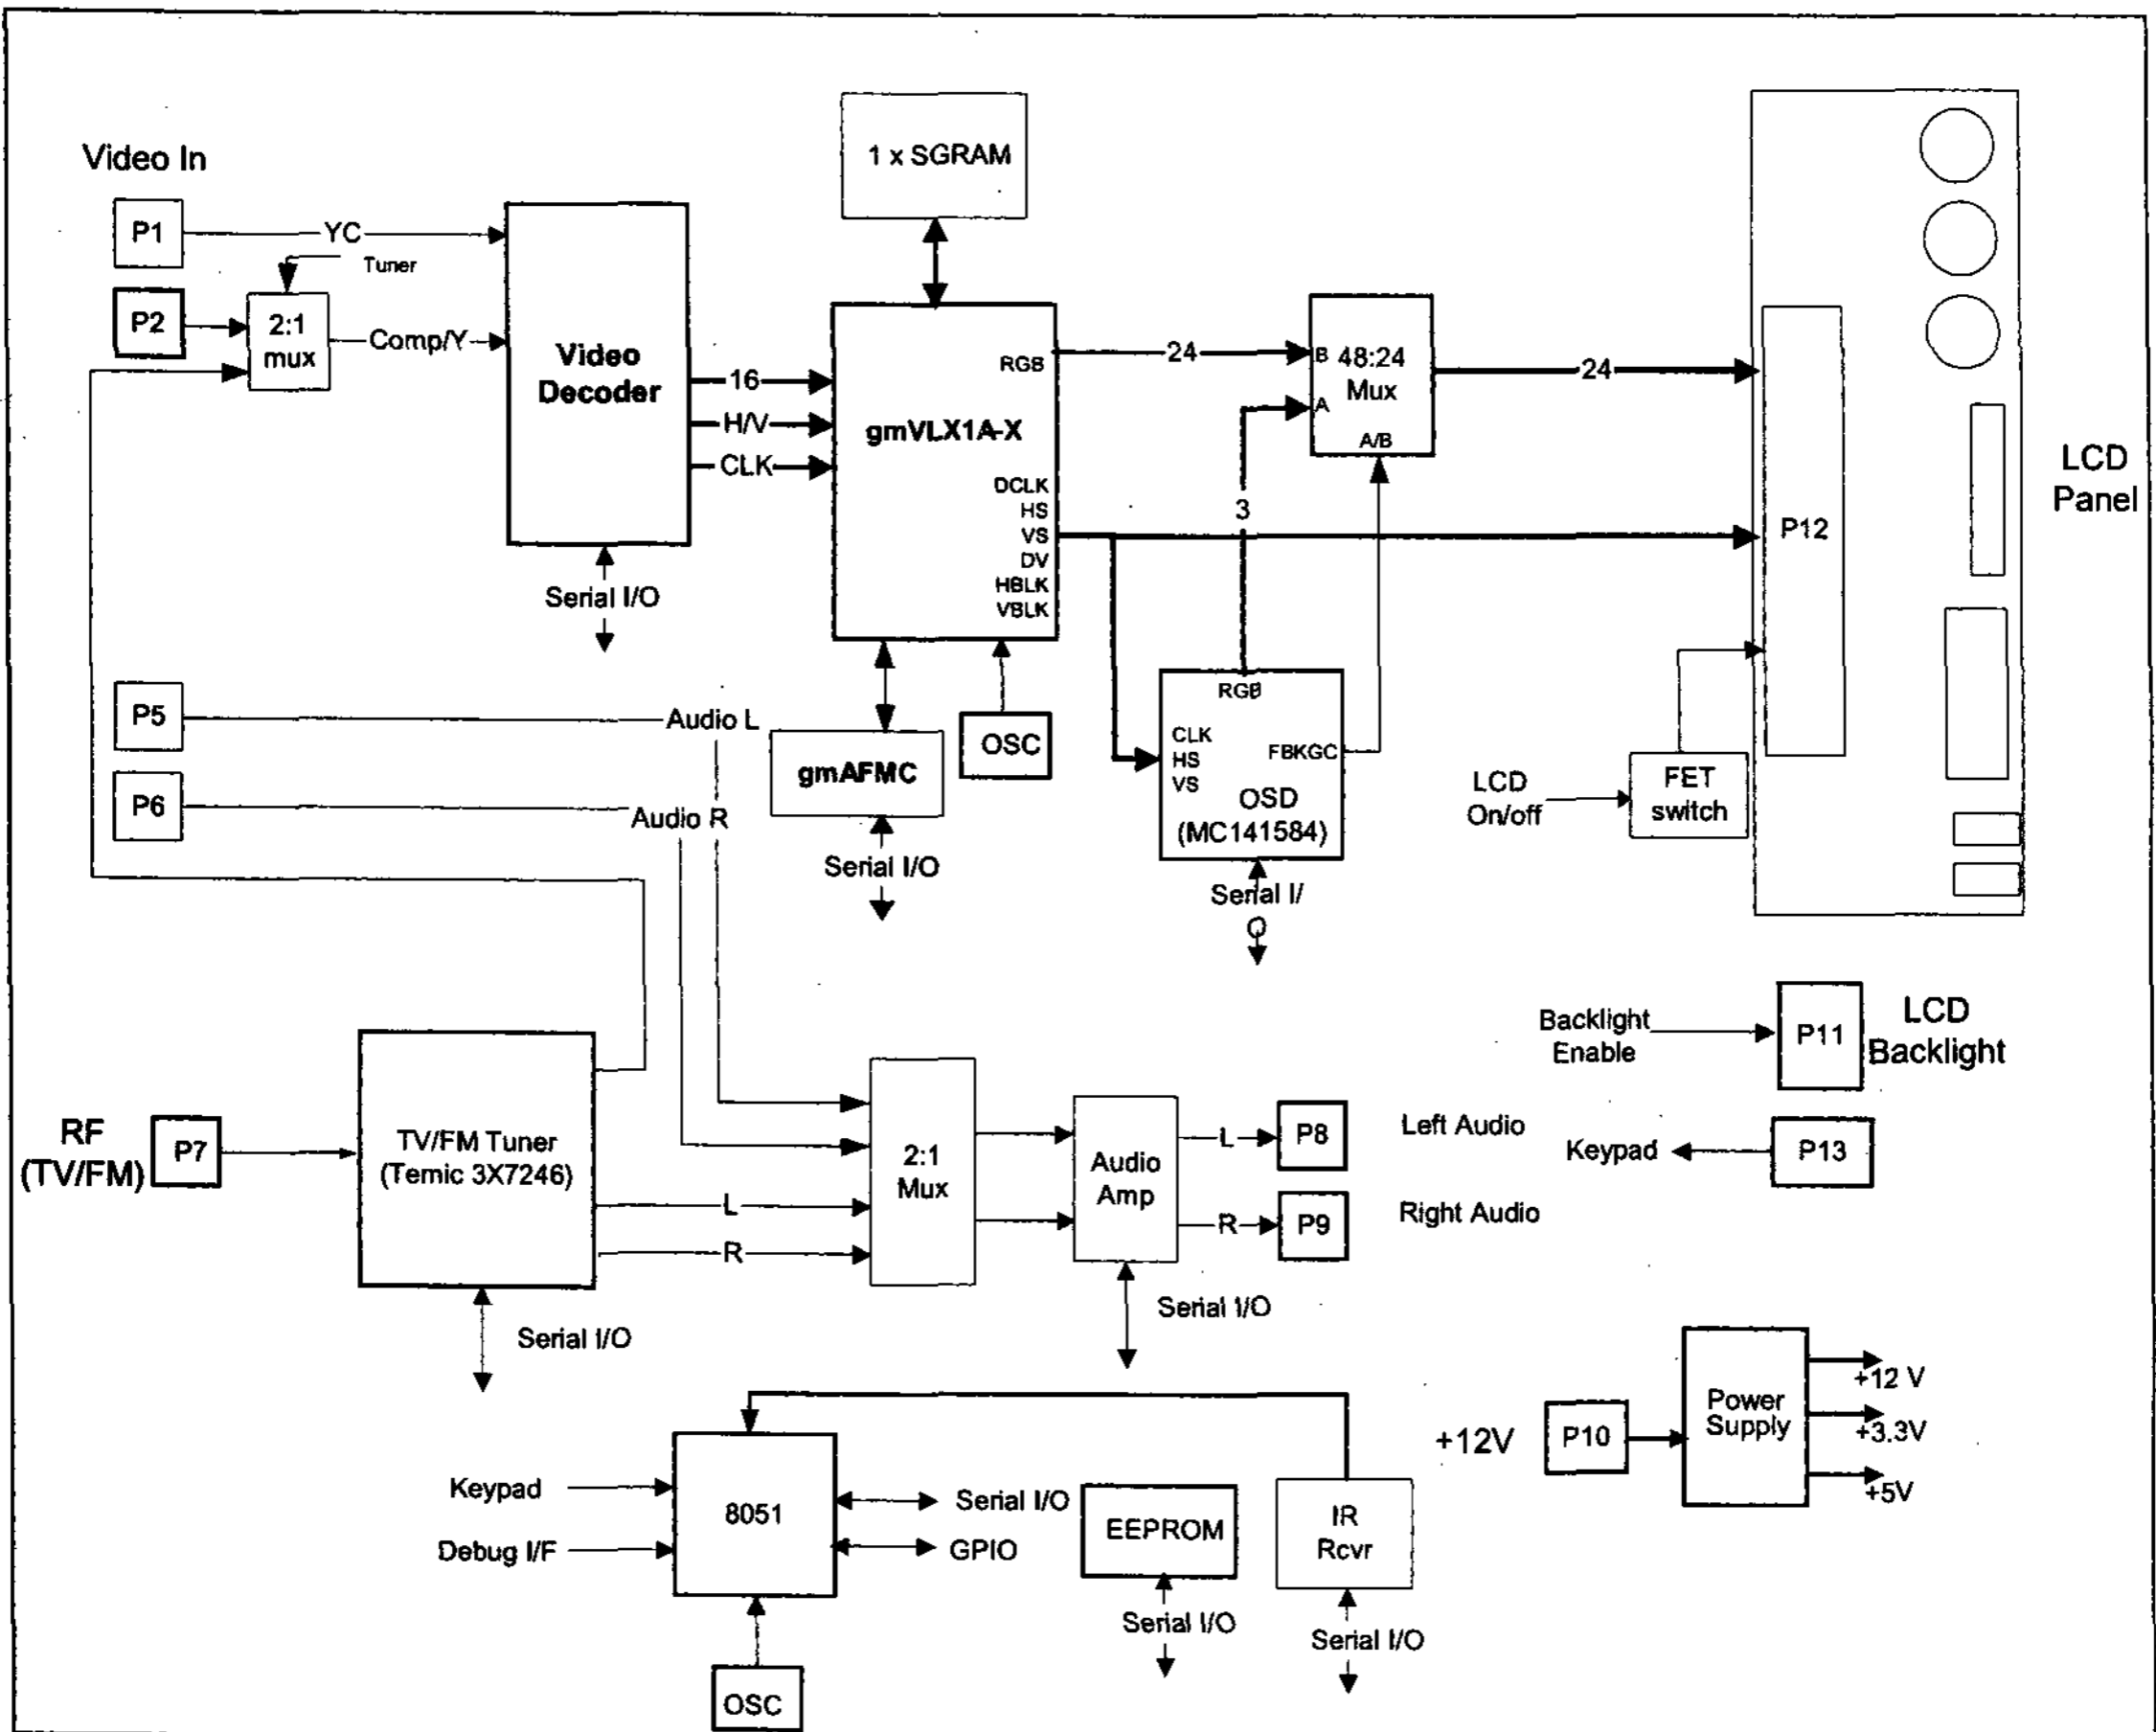 Video In
P1
YC
Tuner
P2
2:1
mux
Comp/Y
Video
Decoder
Serial I/O
16
H/V
CLK
1 x SGRAM
gmVLX1A-X
RGB
DCLK
HS
VS
DV
HBLK
VBLK
24
B
48:24
Mux
A
A/B
24
3
P12
LCD
Panel
P5
Audio L
P6
Audio R
gmAFMC
Serial I/O
OSC
RGB
CLK
HS
VS
FBKGC
OSD
(MC141584)
Serial I/
O
LCD
On/off
FET
switch
Backlight
Enable
P11
LCD
Backlight
Keypad
P13
RF
(TV/FM)
P7
TV/FM Tuner
(Temic 3X7246)
L
R
Serial I/O
2:1
Mux
Audio
Amp
Serial I/O
L
P8
Left Audio
R
P9
Right Audio
Keypad
Debug I/F
8051
Serial I/O
GPIO
OSC
EEPROM
Serial I/O
IR
Rcvr
Serial I/O
+12V
P10
Power
Supply
+12 V
+3.3V
+5V